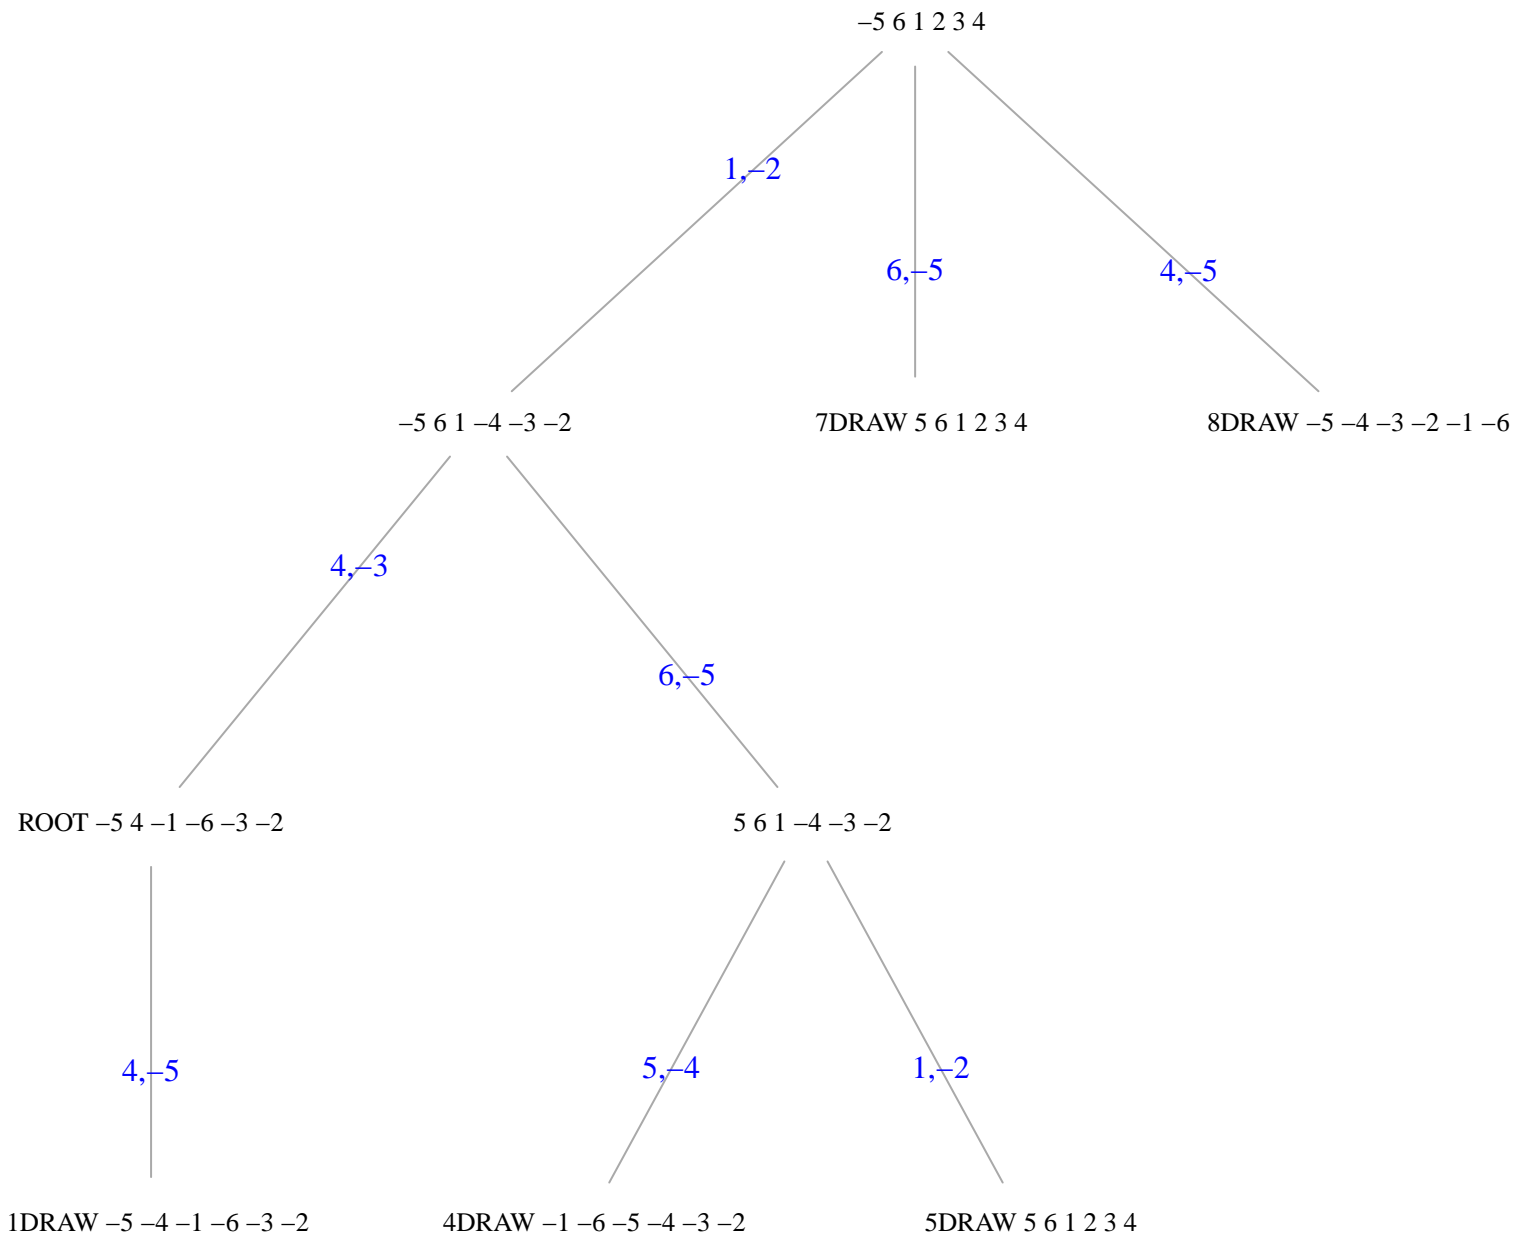 –5 6 1 2 3 4
1,–2
6,–5
4,–5
–5 6 1 –4 –3 –2
7DRAW 5 6 1 2 3 4
8DRAW –5 –4 –3 –2 –1 –6
4,–3
6,–5
ROOT –5 4 –1 –6 –3 –2
5 6 1 –4 –3 –2
4,–5
5,–4
1,–2
1DRAW –5 –4 –1 –6 –3 –2
4DRAW –1 –6 –5 –4 –3 –2
5DRAW 5 6 1 2 3 4